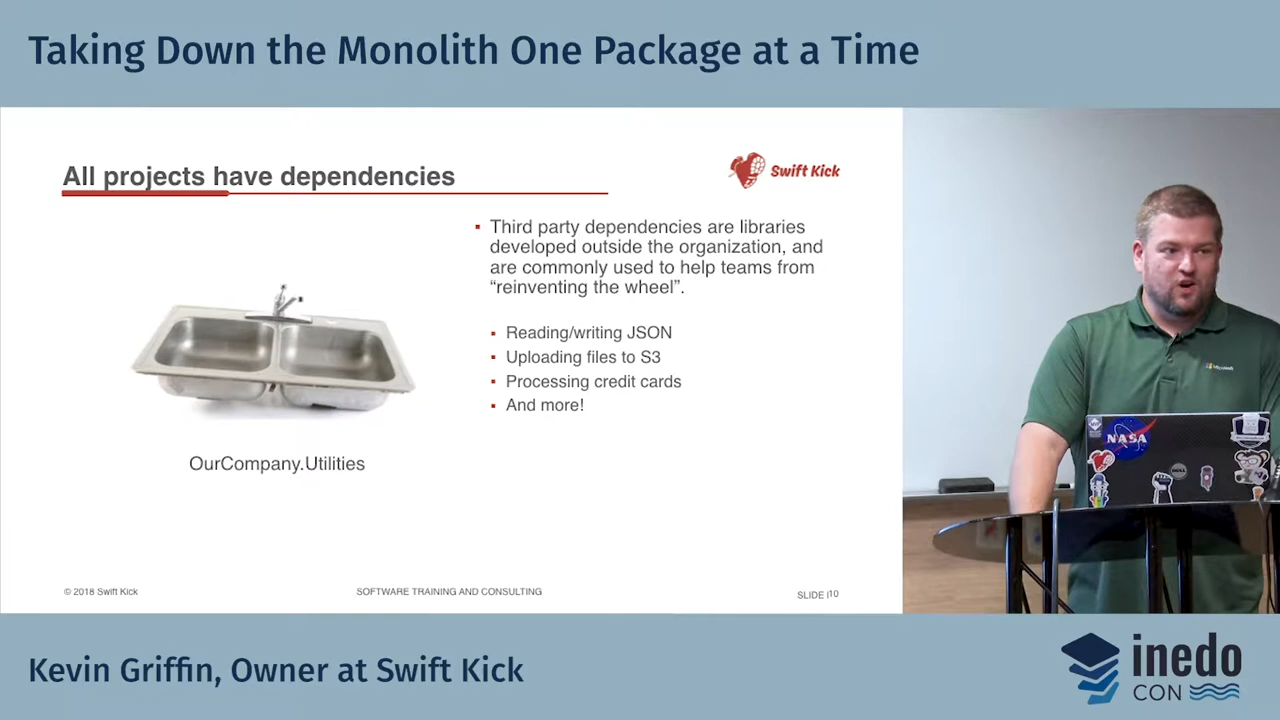 Taking Down the Monolith One Package at a Time
All projects have dependencies
Swift Kick
▪ Third party dependencies are libraries
developed outside the organization, and
are commonly used to help teams from
“reinventing the wheel”.
▪ Reading/writing JSON
▪ Uploading files to S3
▪ Processing credit cards
▪ And more!
OurCompany.Utilities
© 2018 Swift Kick
SOFTWARE TRAINING AND CONSULTING
SLIDE |10
Microsoft
NASA
DELL
Kevin Griffin, Owner at Swift Kick
inedo
CON